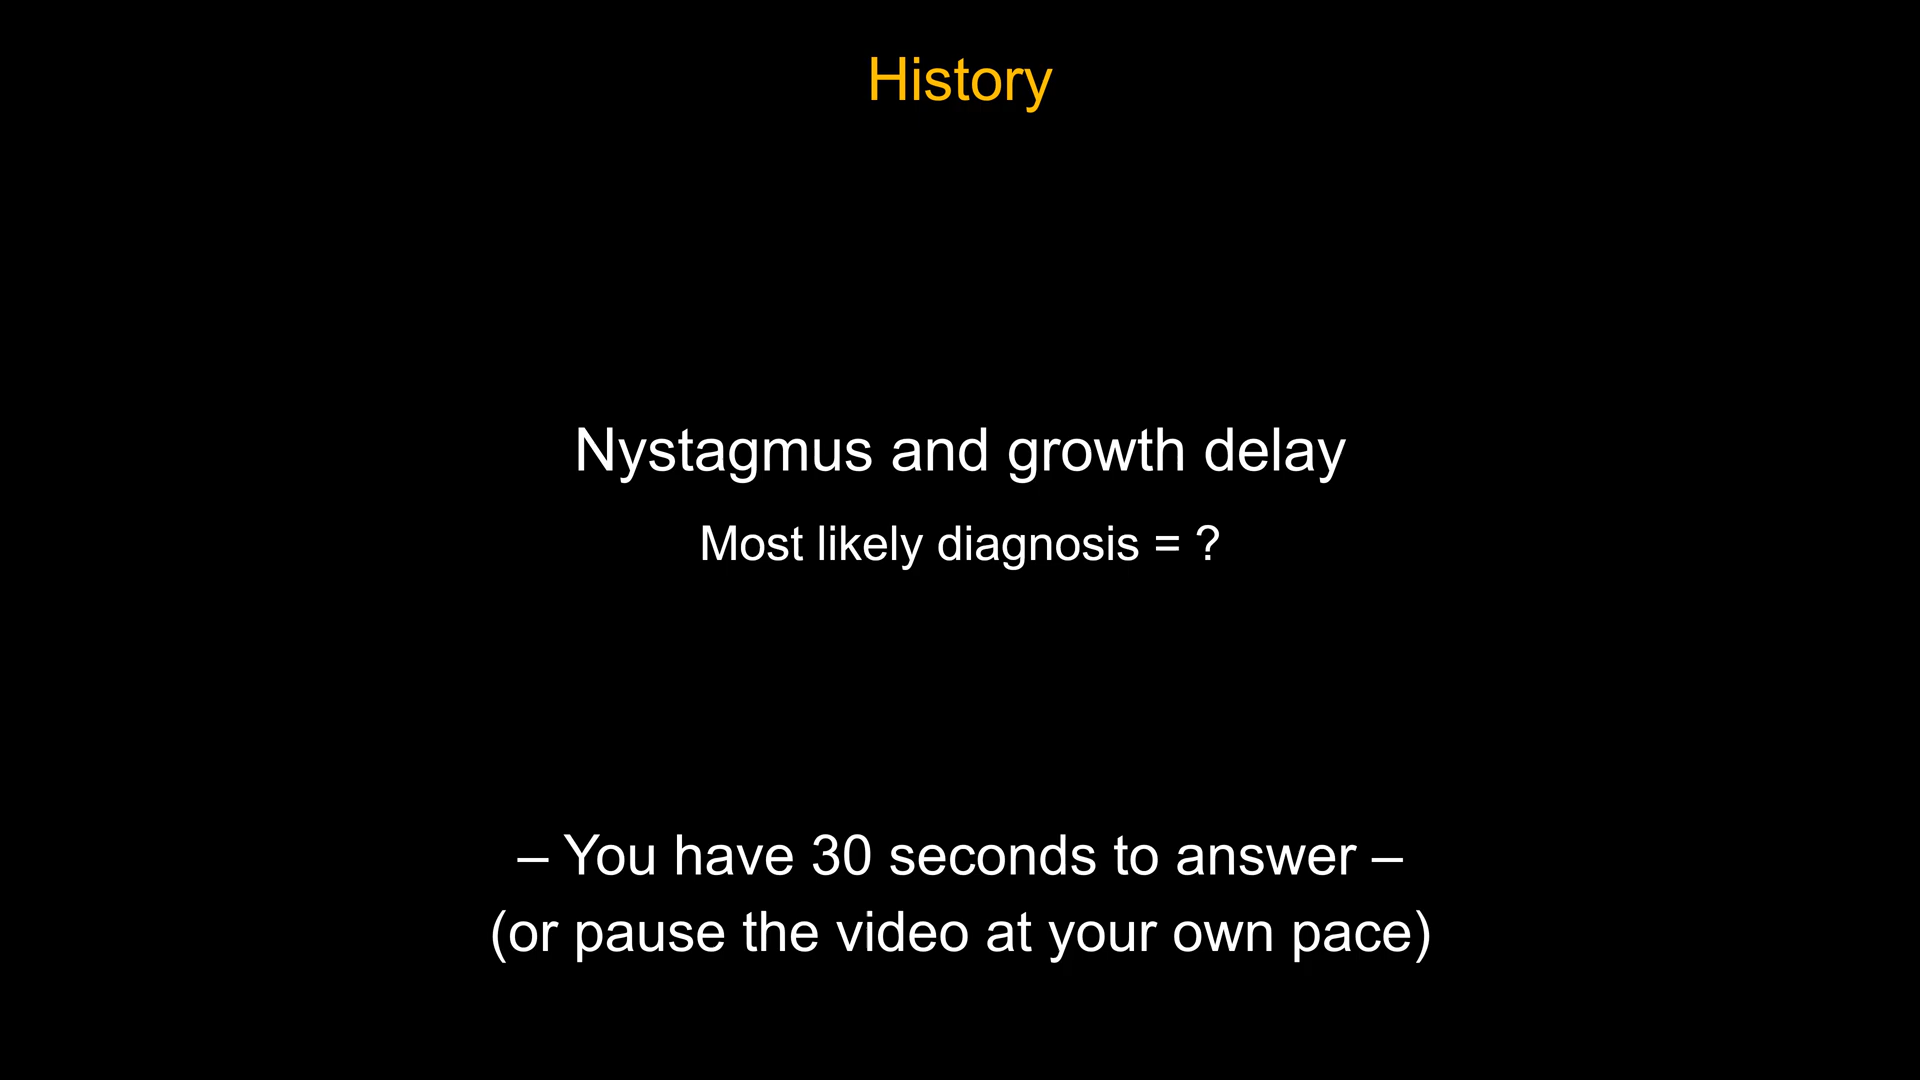 History
Nystagmus and growth delay
Most likely diagnosis = ?
– You have 30 seconds to answer –
(or pause the video at your own pace)